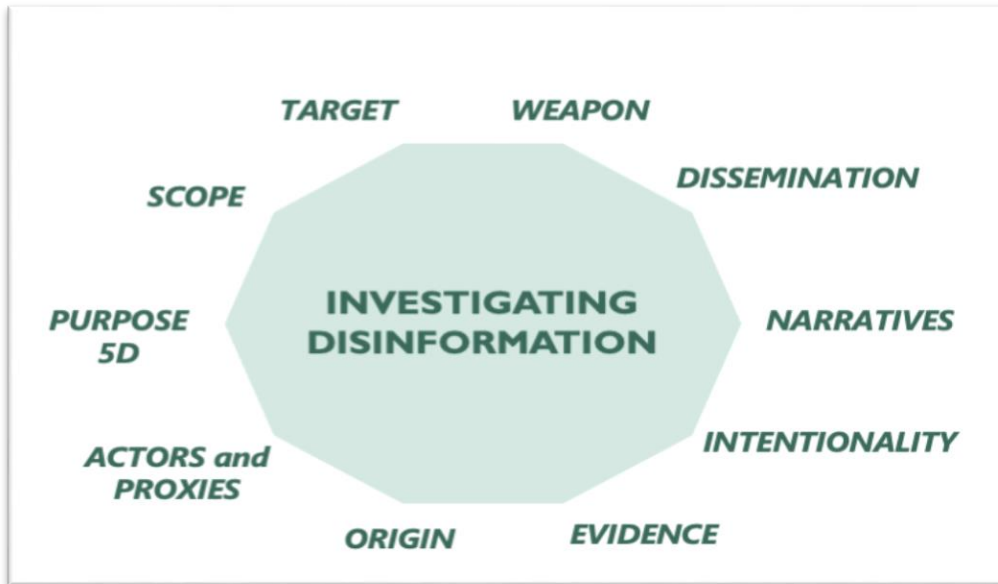 TARGET
WEAPON
SCOPE
DISSEMINATION
PURPOSE
5D
INVESTIGATING
DISINFORMATION
NARRATIVES
ACTORS and
PROXIES
INTENTIONALITY
ORIGIN
EVIDENCE